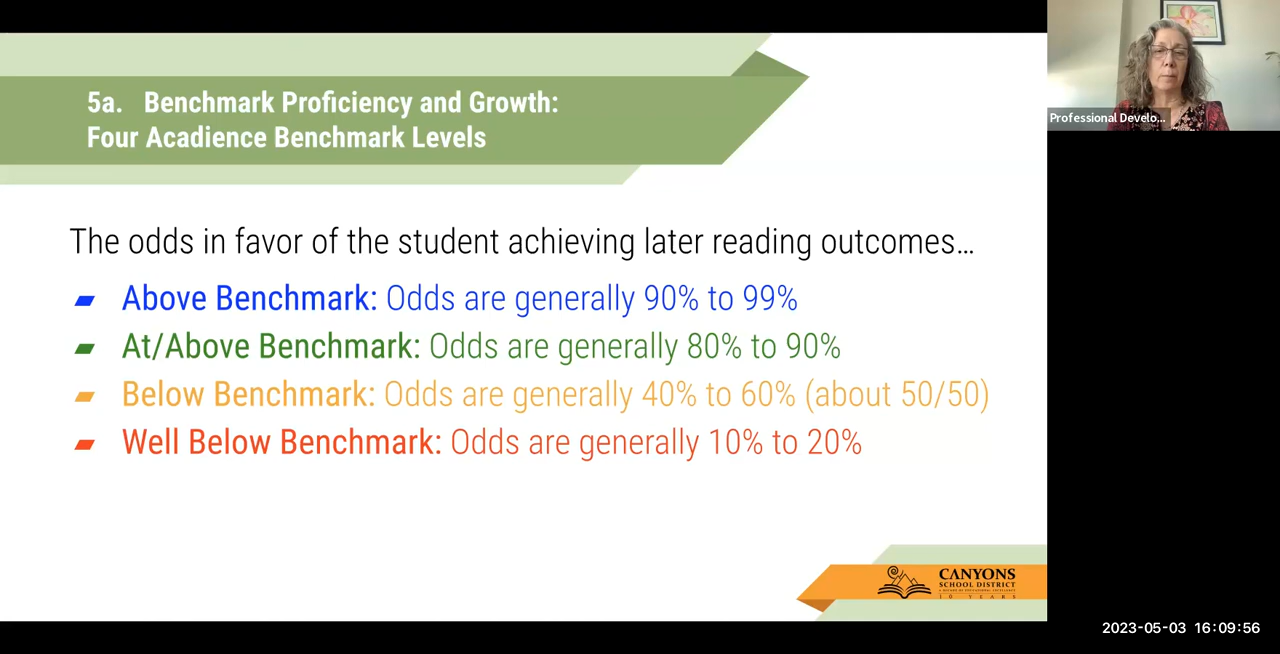 5a. Benchmark Proficiency and Growth:
Four Acadience Benchmark Levels
Professional Develo...
The odds in favor of the student achieving later reading outcomes…
Above Benchmark: Odds are generally 90% to 99%
At/Above Benchmark: Odds are generally 80% to 90%
Below Benchmark: Odds are generally 40% to 60% (about 50/50)
Well Below Benchmark: Odds are generally 10% to 20%
CANYONS
SCHOOL DISTRICT
10 YEARS
2023-05-03 16:09:56